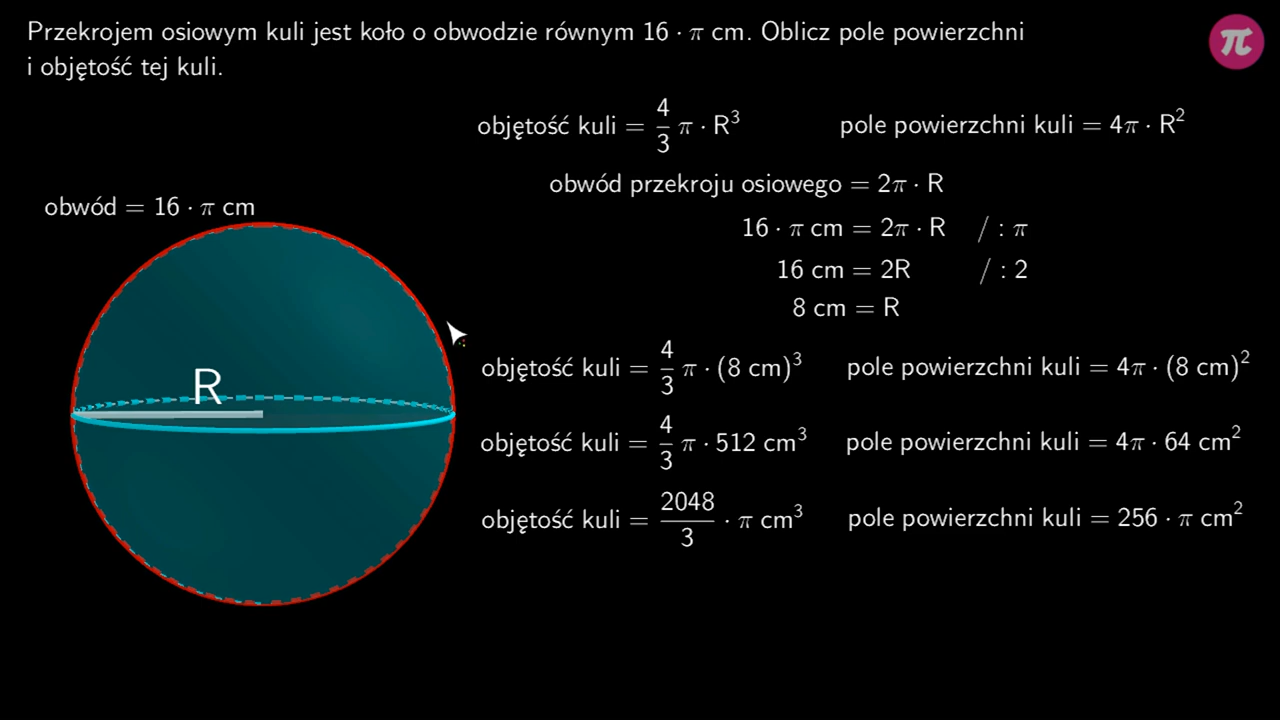 Przekrojem osiowym kuli jest koło o obwodzie równym 16 · π cm. Oblicz pole powierzchni
i objętość tej kuli.
π
objętość kuli = 4/3 π · R³
pole powierzchni kuli = 4π · R²
obwód przekroju osiowego = 2π · R
obwód = 16 · π cm
16 · π cm = 2π · R / : π
16 cm = 2R / : 2
8 cm = R
R
objętość kuli = 4/3 π · (8 cm)³
pole powierzchni kuli = 4π · (8 cm)²
objętość kuli = 4/3 π · 512 cm³
pole powierzchni kuli = 4π · 64 cm²
objętość kuli = 2048/3 · π cm³
pole powierzchni kuli = 256 · π cm²